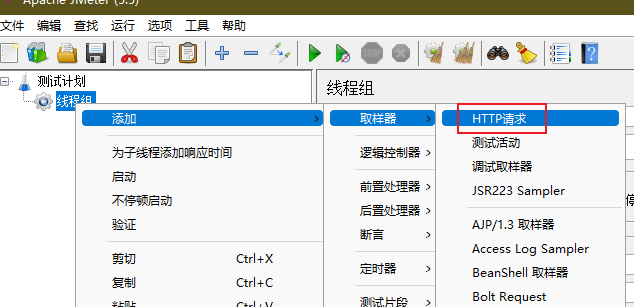 Apache JMeter (5.5)
文件 编辑 查找 运行 选项 工具 帮助
测试计划
线程组
线程组
添加
为子线程添加响应时间
启动
不停顿启动
验证
剪切 Ctrl+X
复制 Ctrl+C
粘贴 Ctrl+V
取样器
逻辑控制器
前置处理器
后置处理器
断言
定时器
测试片段
HTTP请求
测试活动
调试取样器
JSR223 Sampler
AJP/1.3 取样器
Access Log Sampler
BeanShell 取样器
Bolt Request
停